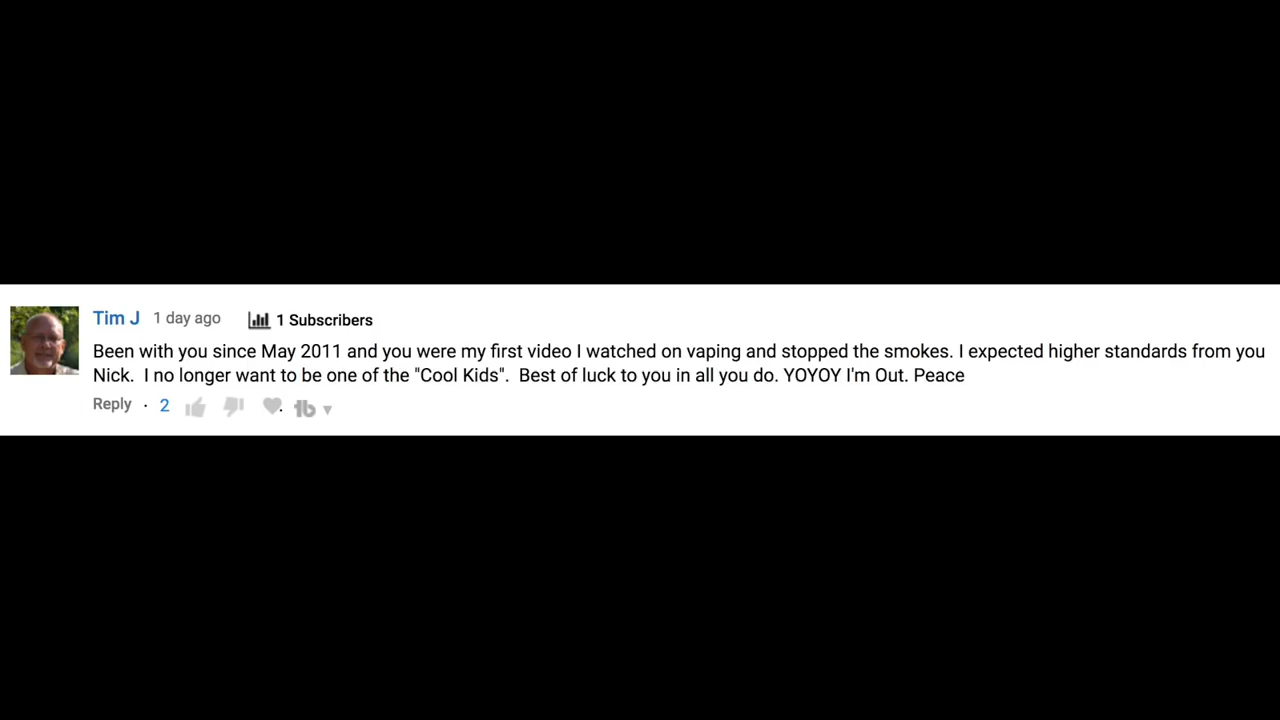 Tim J 1 day ago 1 Subscribers
Been with you since May 2011 and you were my first video I watched on vaping and stopped the smokes. I expected higher standards from you
Nick.  I no longer want to be one of the "Cool Kids".  Best of luck to you in all you do. YOYOY I'm Out. Peace
Reply · 2